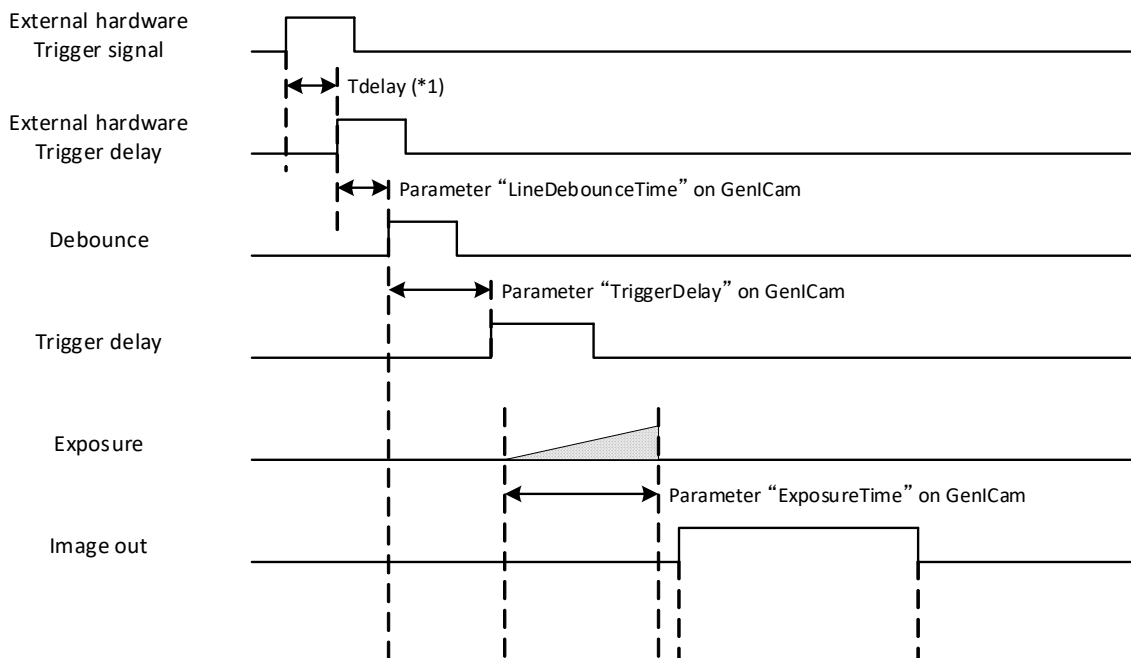 External hardware
Trigger signal
Tdelay (*1)
External hardware
Trigger delay
Parameter “LineDebounceTime” on GenICam
Debounce
Parameter “TriggerDelay” on GenICam
Trigger delay
Exposure
Parameter “ExposureTime” on GenICam
Image out